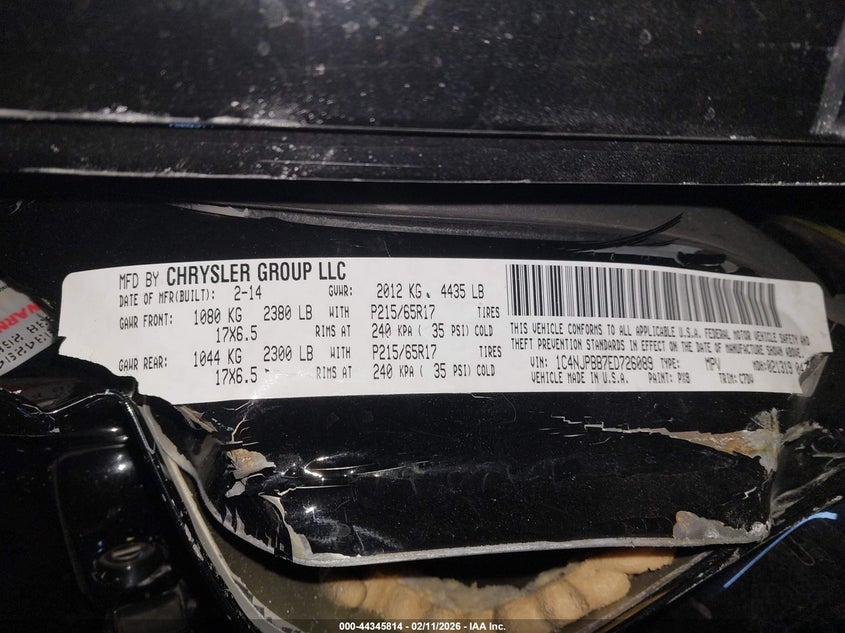 MFD BY CHRYSLER GROUP LLC
DATE OF MFR(BUILT): 2-14 GVWR: 2012 KG 4435 LB
GAWR FRONT: 1080 KG 2380 LB WITH P215/65R17 TIRES
17X6.5 RIMS AT 240 KPA ( 35 PSI) COLD
GAWR REAR: 1044 KG 2300 LB WITH P215/65R17 TIRES
17X6.5 RIMS AT 240 KPA ( 35 PSI) COLD
THIS VEHICLE CONFORMS TO ALL APPLICABLE U.S.A. FEDERAL MOTOR VEHICLE SAFETY AND
THEFT PREVENTION STANDARDS IN EFFECT ON THE DATE OF MANUFACTURE SHOWN ABOVE.
VIN: 1C4NJPBB7ED726089 TYPE: MPV MDH: 021319
VEHICLE MADE IN U.S.A. PAINT: PX8 TRIM: C7DV
000-44345814 - 02/11/2026 - IAA Inc.